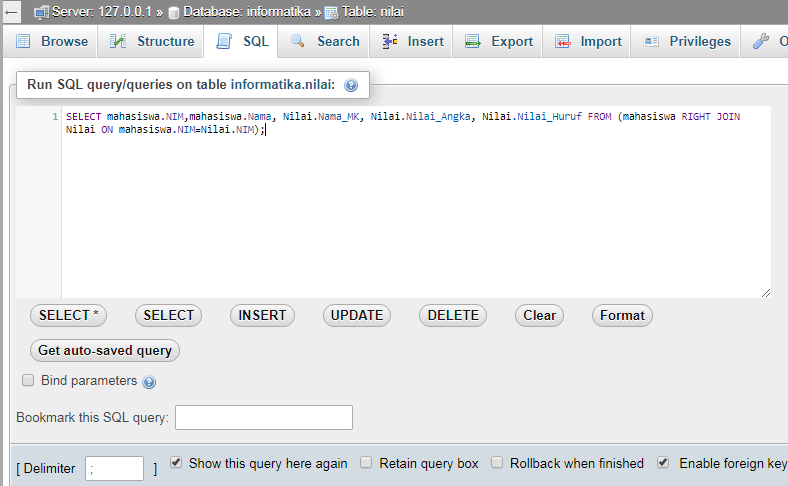 ← Server: 127.0.0.1 » Database: informatika » Table: nilai
Browse Structure SQL Search Insert Export Import Privileges
Run SQL query/queries on table informatika.nilai:
1 SELECT mahasiswa.NIM,mahasiswa.Nama, Nilai.Nama_MK, Nilai.Nilai_Angka, Nilai.Nilai_Huruf FROM (mahasiswa RIGHT JOIN
Nilai ON mahasiswa.NIM=Nilai.NIM);
SELECT * SELECT INSERT UPDATE DELETE Clear Format
Get auto-saved query
Bind parameters
Bookmark this SQL query:
[ Delimiter ; ] Show this query here again Retain query box Rollback when finished Enable foreign key